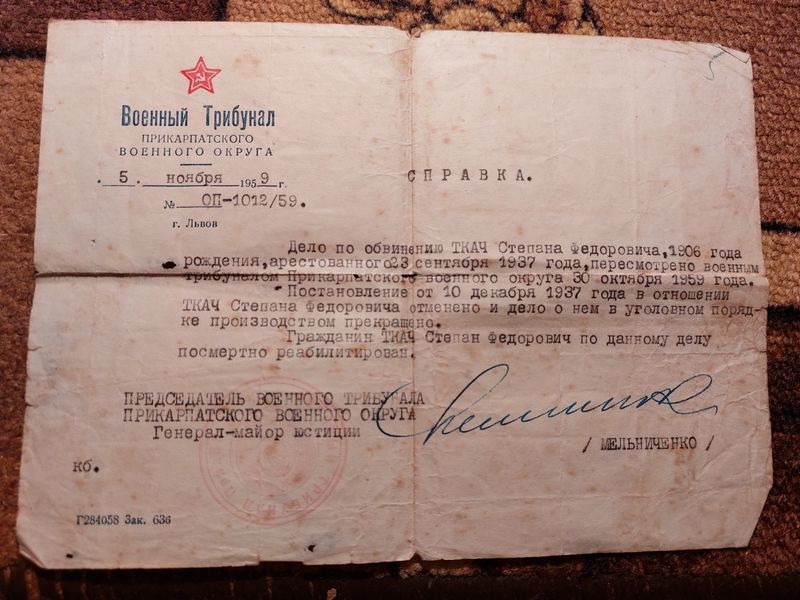 Военный Трибунал
ПРИКАРПАТСКОГО
ВОЕННОГО ОКРУГА
5. ноября 1959 г.
№ ОП-1012/59.
г. Львов
СПРАВКА.
Дело по обвинению ТКАЧ Степана Федоровича, 1906 года
рождения, арестованного 23 сентября 1937 года, пересмотрено военным
трибуналом Прикарпатского военного округа 30 октября 1959 года.
Постановление от 10 декабря 1937 года в отношении
ТКАЧ Степана Федоровича отменено и дело о нем в уголовном поряд-
ке производством прекращено.
Гражданин ТКАЧ Степан Федорович по данному делу
посмертно реабилитирован.
ПРЕДСЕДАТЕЛЬ ВОЕННОГО ТРИБУНАЛА
ПРИКАРПАТСКОГО ВОЕННОГО ОКРУГА
Генерал-майор юстиции
/ МЕЛЬНИЧЕНКО /
кб.
Г284058 Зак. 636